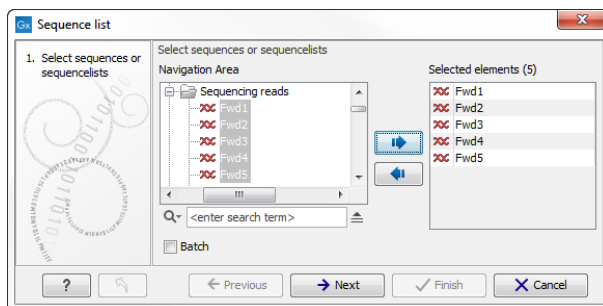 Gx Sequence list
1. Select sequences or
sequencelists
Select sequences or sequencelists
Navigation Area
Sequencing reads
Fwd1
Fwd2
Fwd3
Fwd4
Fwd5
<enter search term>
Batch
Selected elements (5)
Fwd1
Fwd2
Fwd3
Fwd4
Fwd5
?
Previous
Next
Finish
Cancel